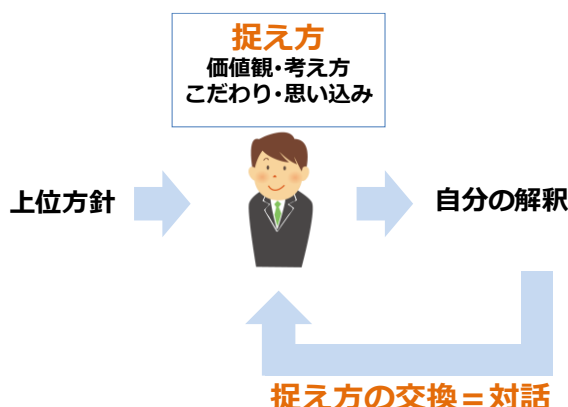 捉え方
価値観・考え方
こだわり・思い込み
上位方針
自分の解釈
捉え方の交換＝対話